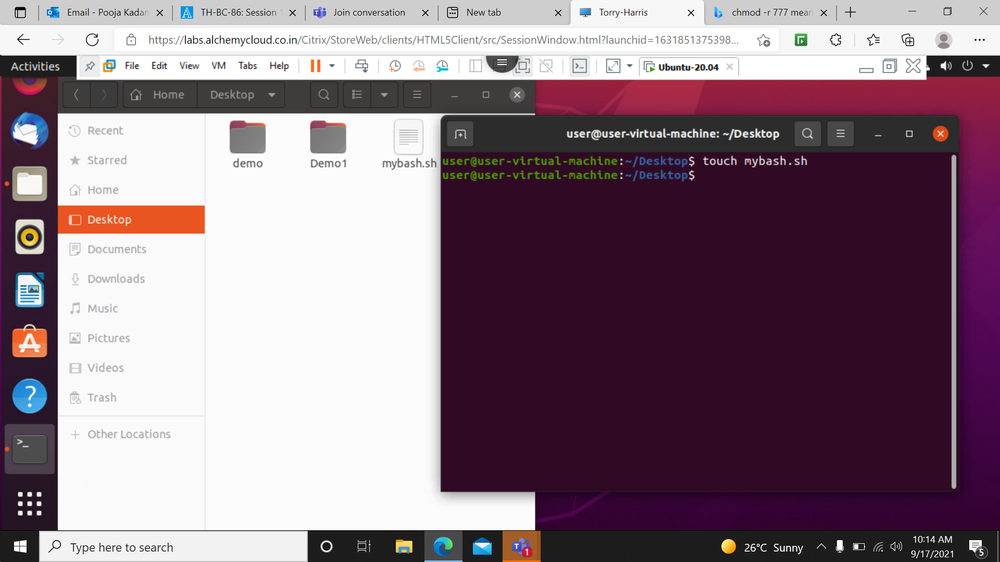 Email - Pooja Kadam
TH-BC-86: Session 1
Join conversation
New tab
Torry-Harris
chmod -r 777 mean
https://labs.alchemycloud.co.in/Citrix/StoreWeb/clients/HTML5Client/src/SessionWindow.html?launchid=1631851375398...
Activities
File Edit View VM Tabs Help
Ubuntu-20.04
Home Desktop
Recent
Starred
Home
Desktop
Documents
Downloads
Music
Pictures
Videos
Trash
Other Locations
demo
Demo1
mybash.sh
user@user-virtual-machine: ~/Desktop
user@user-virtual-machine:~/Desktop$ touch mybash.sh
user@user-virtual-machine:~/Desktop$
Type here to search
1
26°C Sunny
10:14 AM
9/17/2021
5